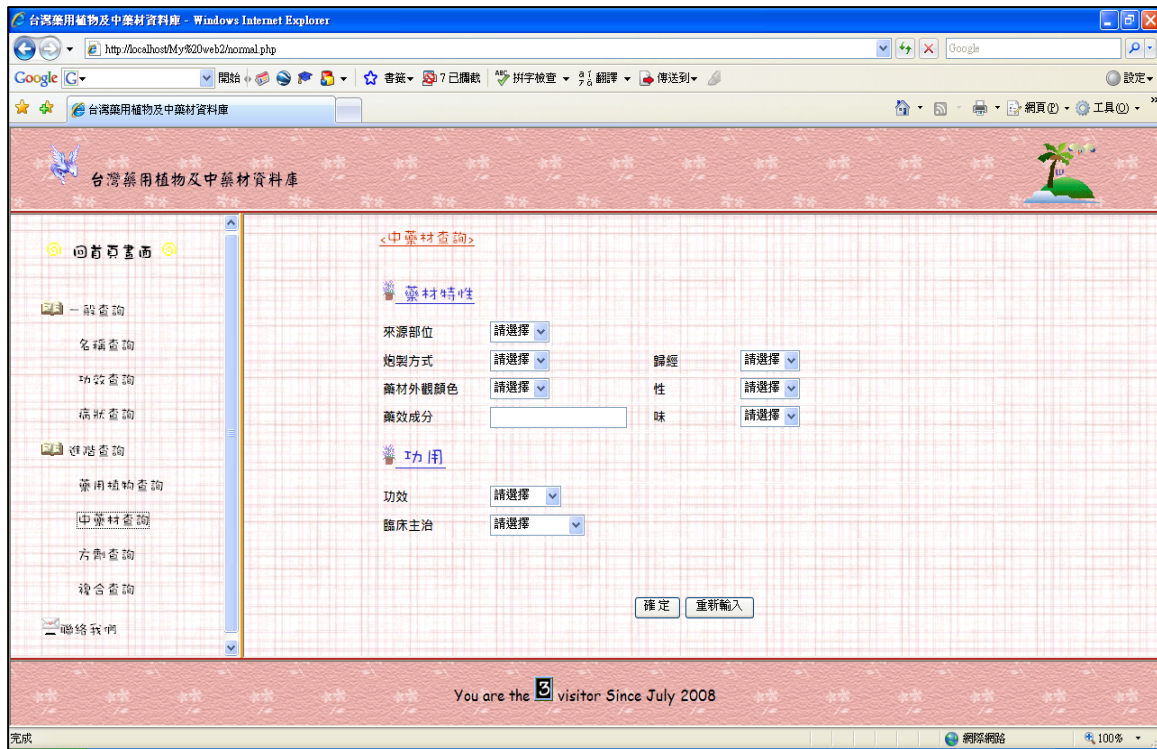 台灣藥用植物及中藥材資料庫 - Windows Internet Explorer
http://localhost/My%20web2/normal.php
Google
Google G 開始 書籤 7 已攔截 拼字檢查 翻譯 傳送到 設定
台灣藥用植物及中藥材資料庫 網頁(P) 工具(O) »
台灣藥用植物及中藥材資料庫
回首頁畫面
一般查詢
名稱查詢
功效查詢
病狀查詢
進階查詢
藥用植物查詢
中藥材查詢
方劑查詢
複合查詢
聯絡我們
<中藥材查詢>
藥材特性
來源部位 請選擇
炮製方式 請選擇 歸經 請選擇
藥材外觀顏色 請選擇 性 請選擇
藥效成分 味 請選擇
功用
功效 請選擇
臨床主治 請選擇
確定 重新輸入
You are the 3 visitor Since July 2008
完成 網際網路 100%